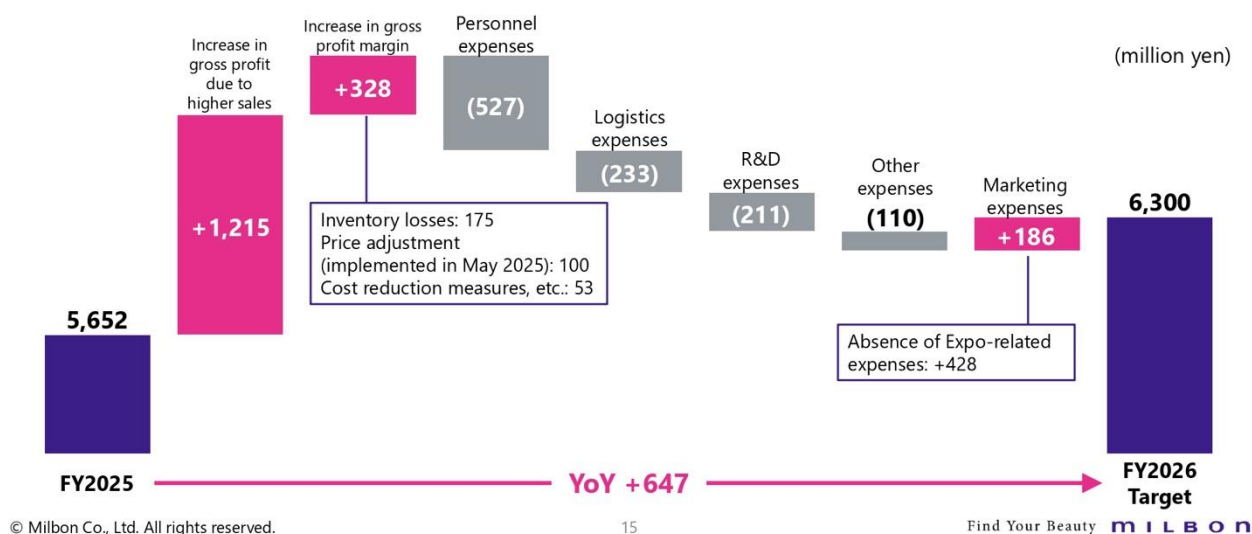 (million yen)
5,652
FY2025
Increase in
gross profit
due to
higher sales
+1,215
Increase in gross
profit margin
+328
Inventory losses: 175
Price adjustment
(implemented in May 2025): 100
Cost reduction measures, etc.: 53
Personnel
expenses
(527)
Logistics
expenses
(233)
R&D
expenses
(211)
Other
expenses
(110)
Marketing
expenses
+186
Absence of Expo-related
expenses: +428
6,300
FY2026
Target
YoY +647
© Milbon Co., Ltd. All rights reserved.
15
Find Your Beauty MILBON